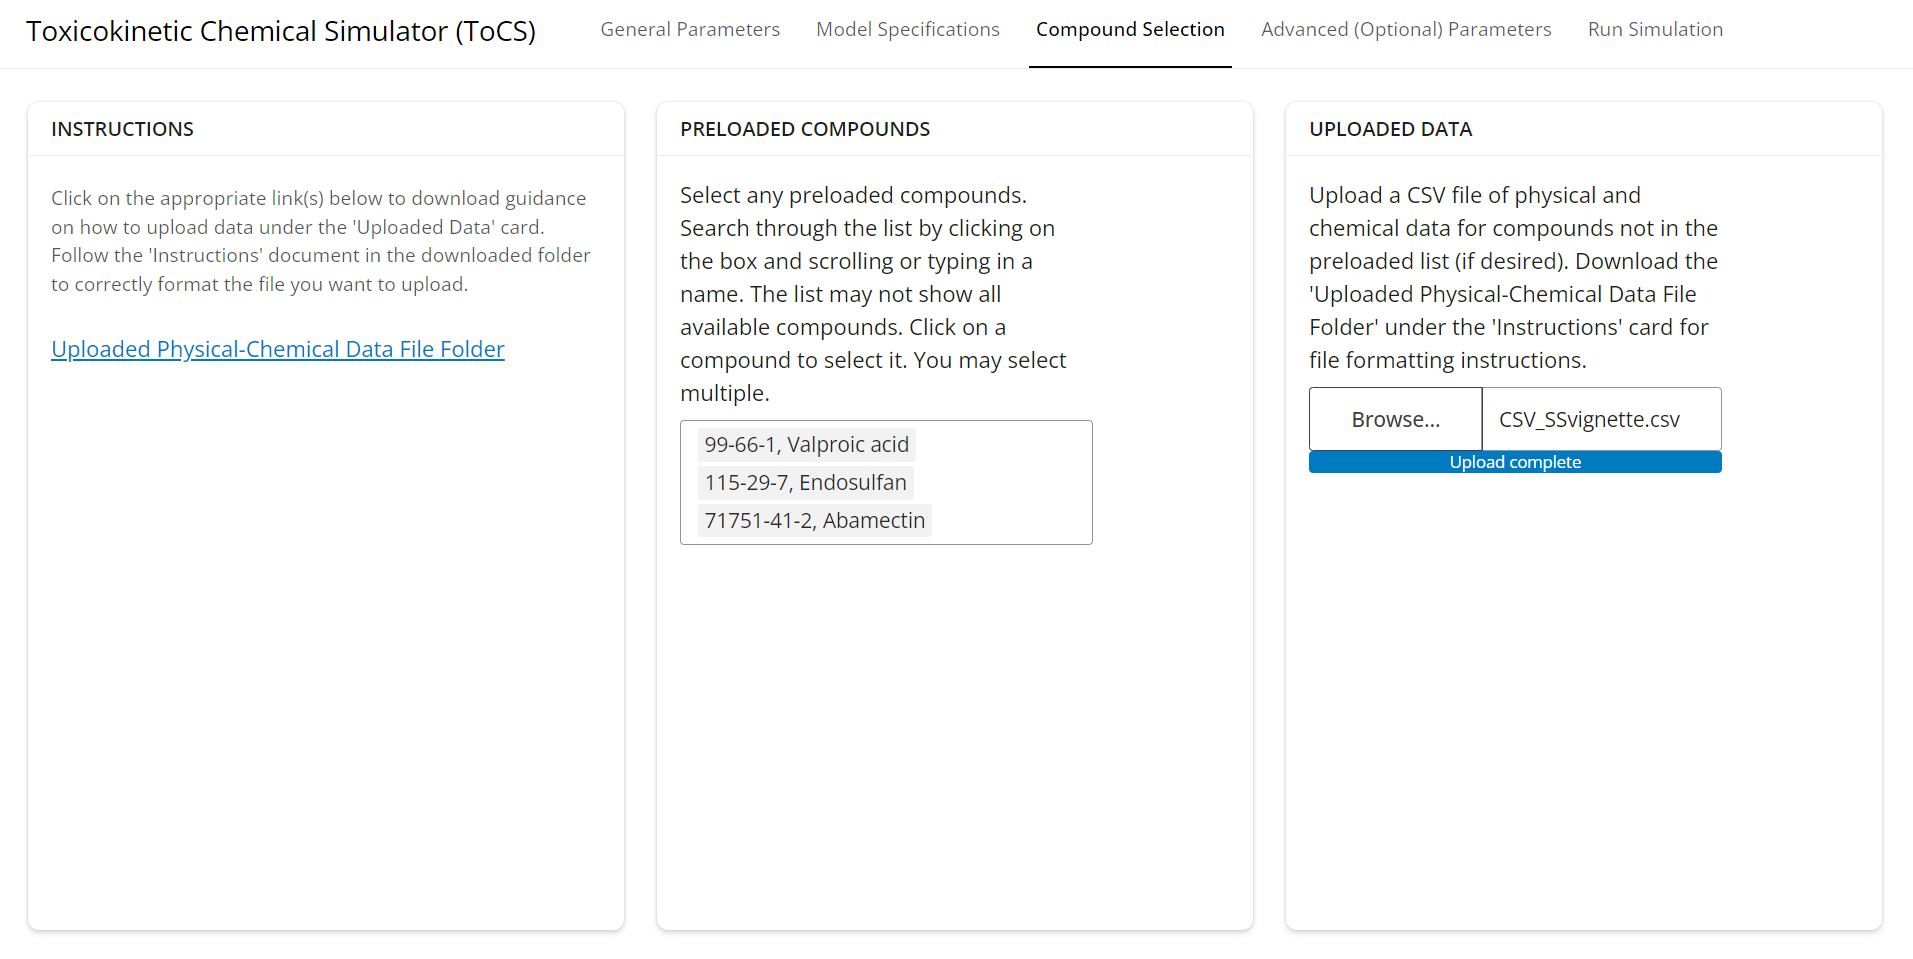 Toxicokinetic Chemical Simulator (ToCS)
General Parameters
Model Specifications
Compound Selection
Advanced (Optional) Parameters
Run Simulation
INSTRUCTIONS
Click on the appropriate link(s) below to download guidance
on how to upload data under the 'Uploaded Data' card.
Follow the 'Instructions' document in the downloaded folder
to correctly format the file you want to upload.
Uploaded Physical-Chemical Data File Folder
PRELOADED COMPOUNDS
Select any preloaded compounds.
Search through the list by clicking on
the box and scrolling or typing in a
name. The list may not show all
available compounds. Click on a
compound to select it. You may select
multiple.
99-66-1, Valproic acid
115-29-7, Endosulfan
71751-41-2, Abamectin
UPLOADED DATA
Upload a CSV file of physical and
chemical data for compounds not in the
preloaded list (if desired). Download the
'Uploaded Physical-Chemical Data File
Folder' under the 'Instructions' card for
file formatting instructions.
Browse...
CSV_SSvignette.csv
Upload complete